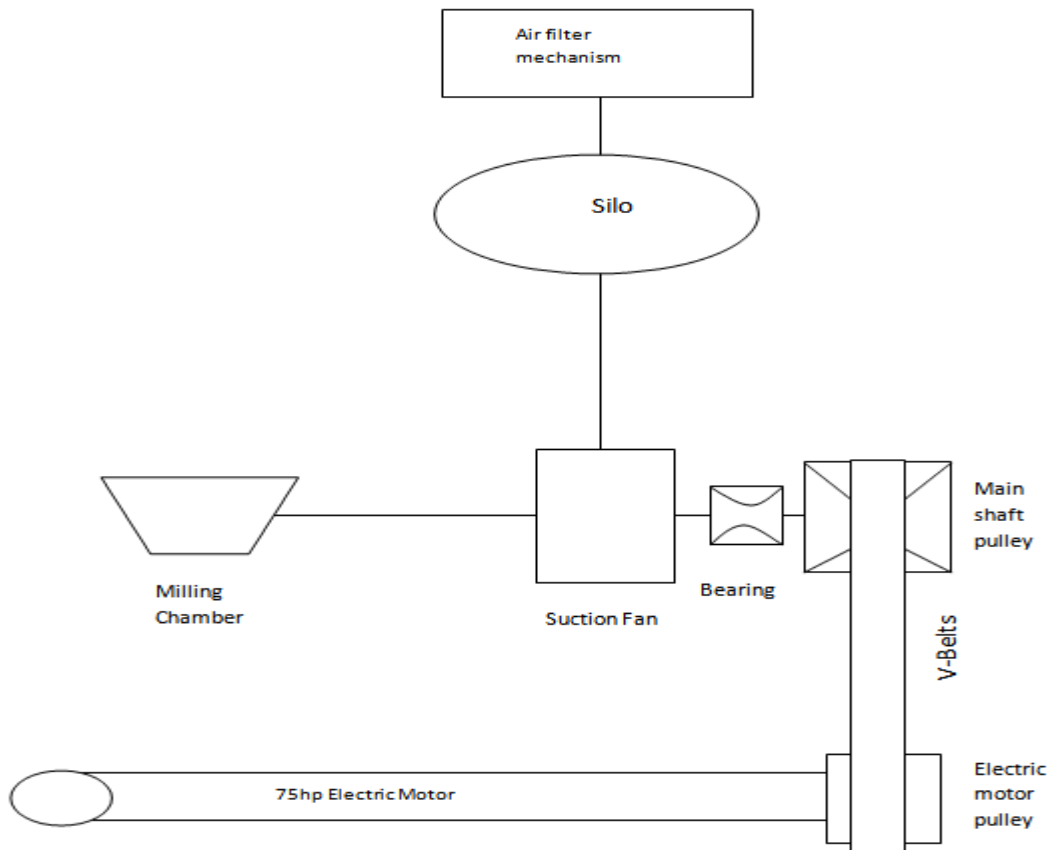 Air filter
mechanism
Silo
Main
shaft
pulley
Milling
Chamber
Bearing
Suction Fan
V-Belts
75hp Electric Motor
Electric
motor
pulley